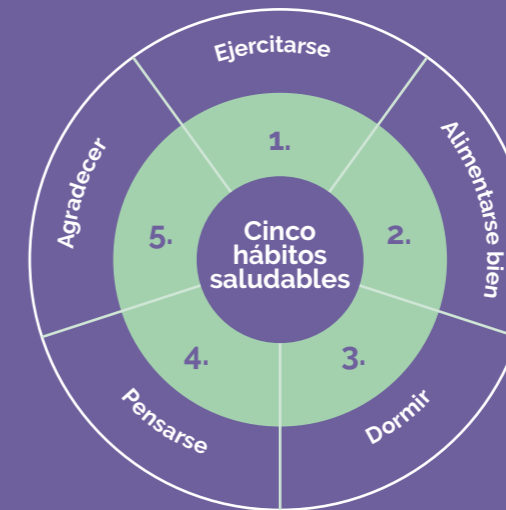 Cinco
hábitos
saludables
1.
Ejercitarse
2.
Alimentarse bien
3.
Dormir
4.
Pensarse
5.
Agradecer